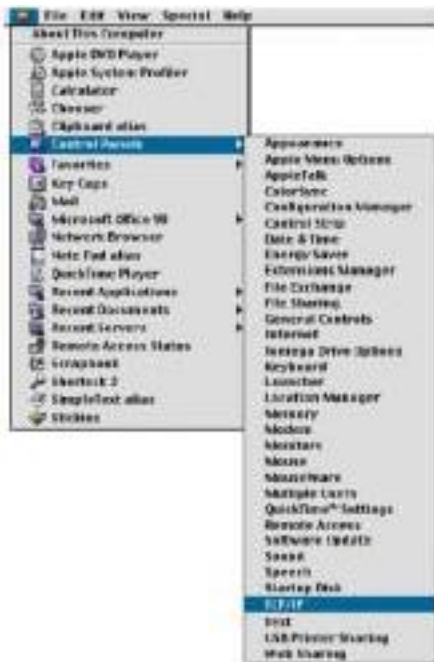 File Edit View Special Help
About This Computer
Apple DVD Player
Apple System Profiler
Calculator
Chooser
Clipboard alias
Control Panels
Favorites
Key Caps
Mail
Microsoft Office 98
Network Browser
Note Pad alias
QuickTime Player
Recent Applications
Recent Documents
Recent Servers
Remote Access Status
Scrapbook
Sherlock 2
SimpleText alias
Stickies
Appearance
Apple Menu Options
AppleTalk
ColorSync
Configuration Manager
Control Strip
Date & Time
Energy Saver
Extensions Manager
File Exchange
File Sharing
General Controls
Internet
Iomega Drive Options
Keyboard
Launcher
Location Manager
Memory
Modem
Monitors
Mouse
MouseWare
Multiple Users
QuickTime™ Settings
Remote Access
Software Update
Sound
Speech
Startup Disk
TCP/IP
Text
USB Printer Sharing
Web Sharing